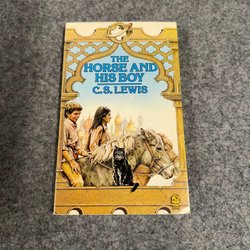 THE
HORSE AND
HIS BOY
C. S. LEWIS